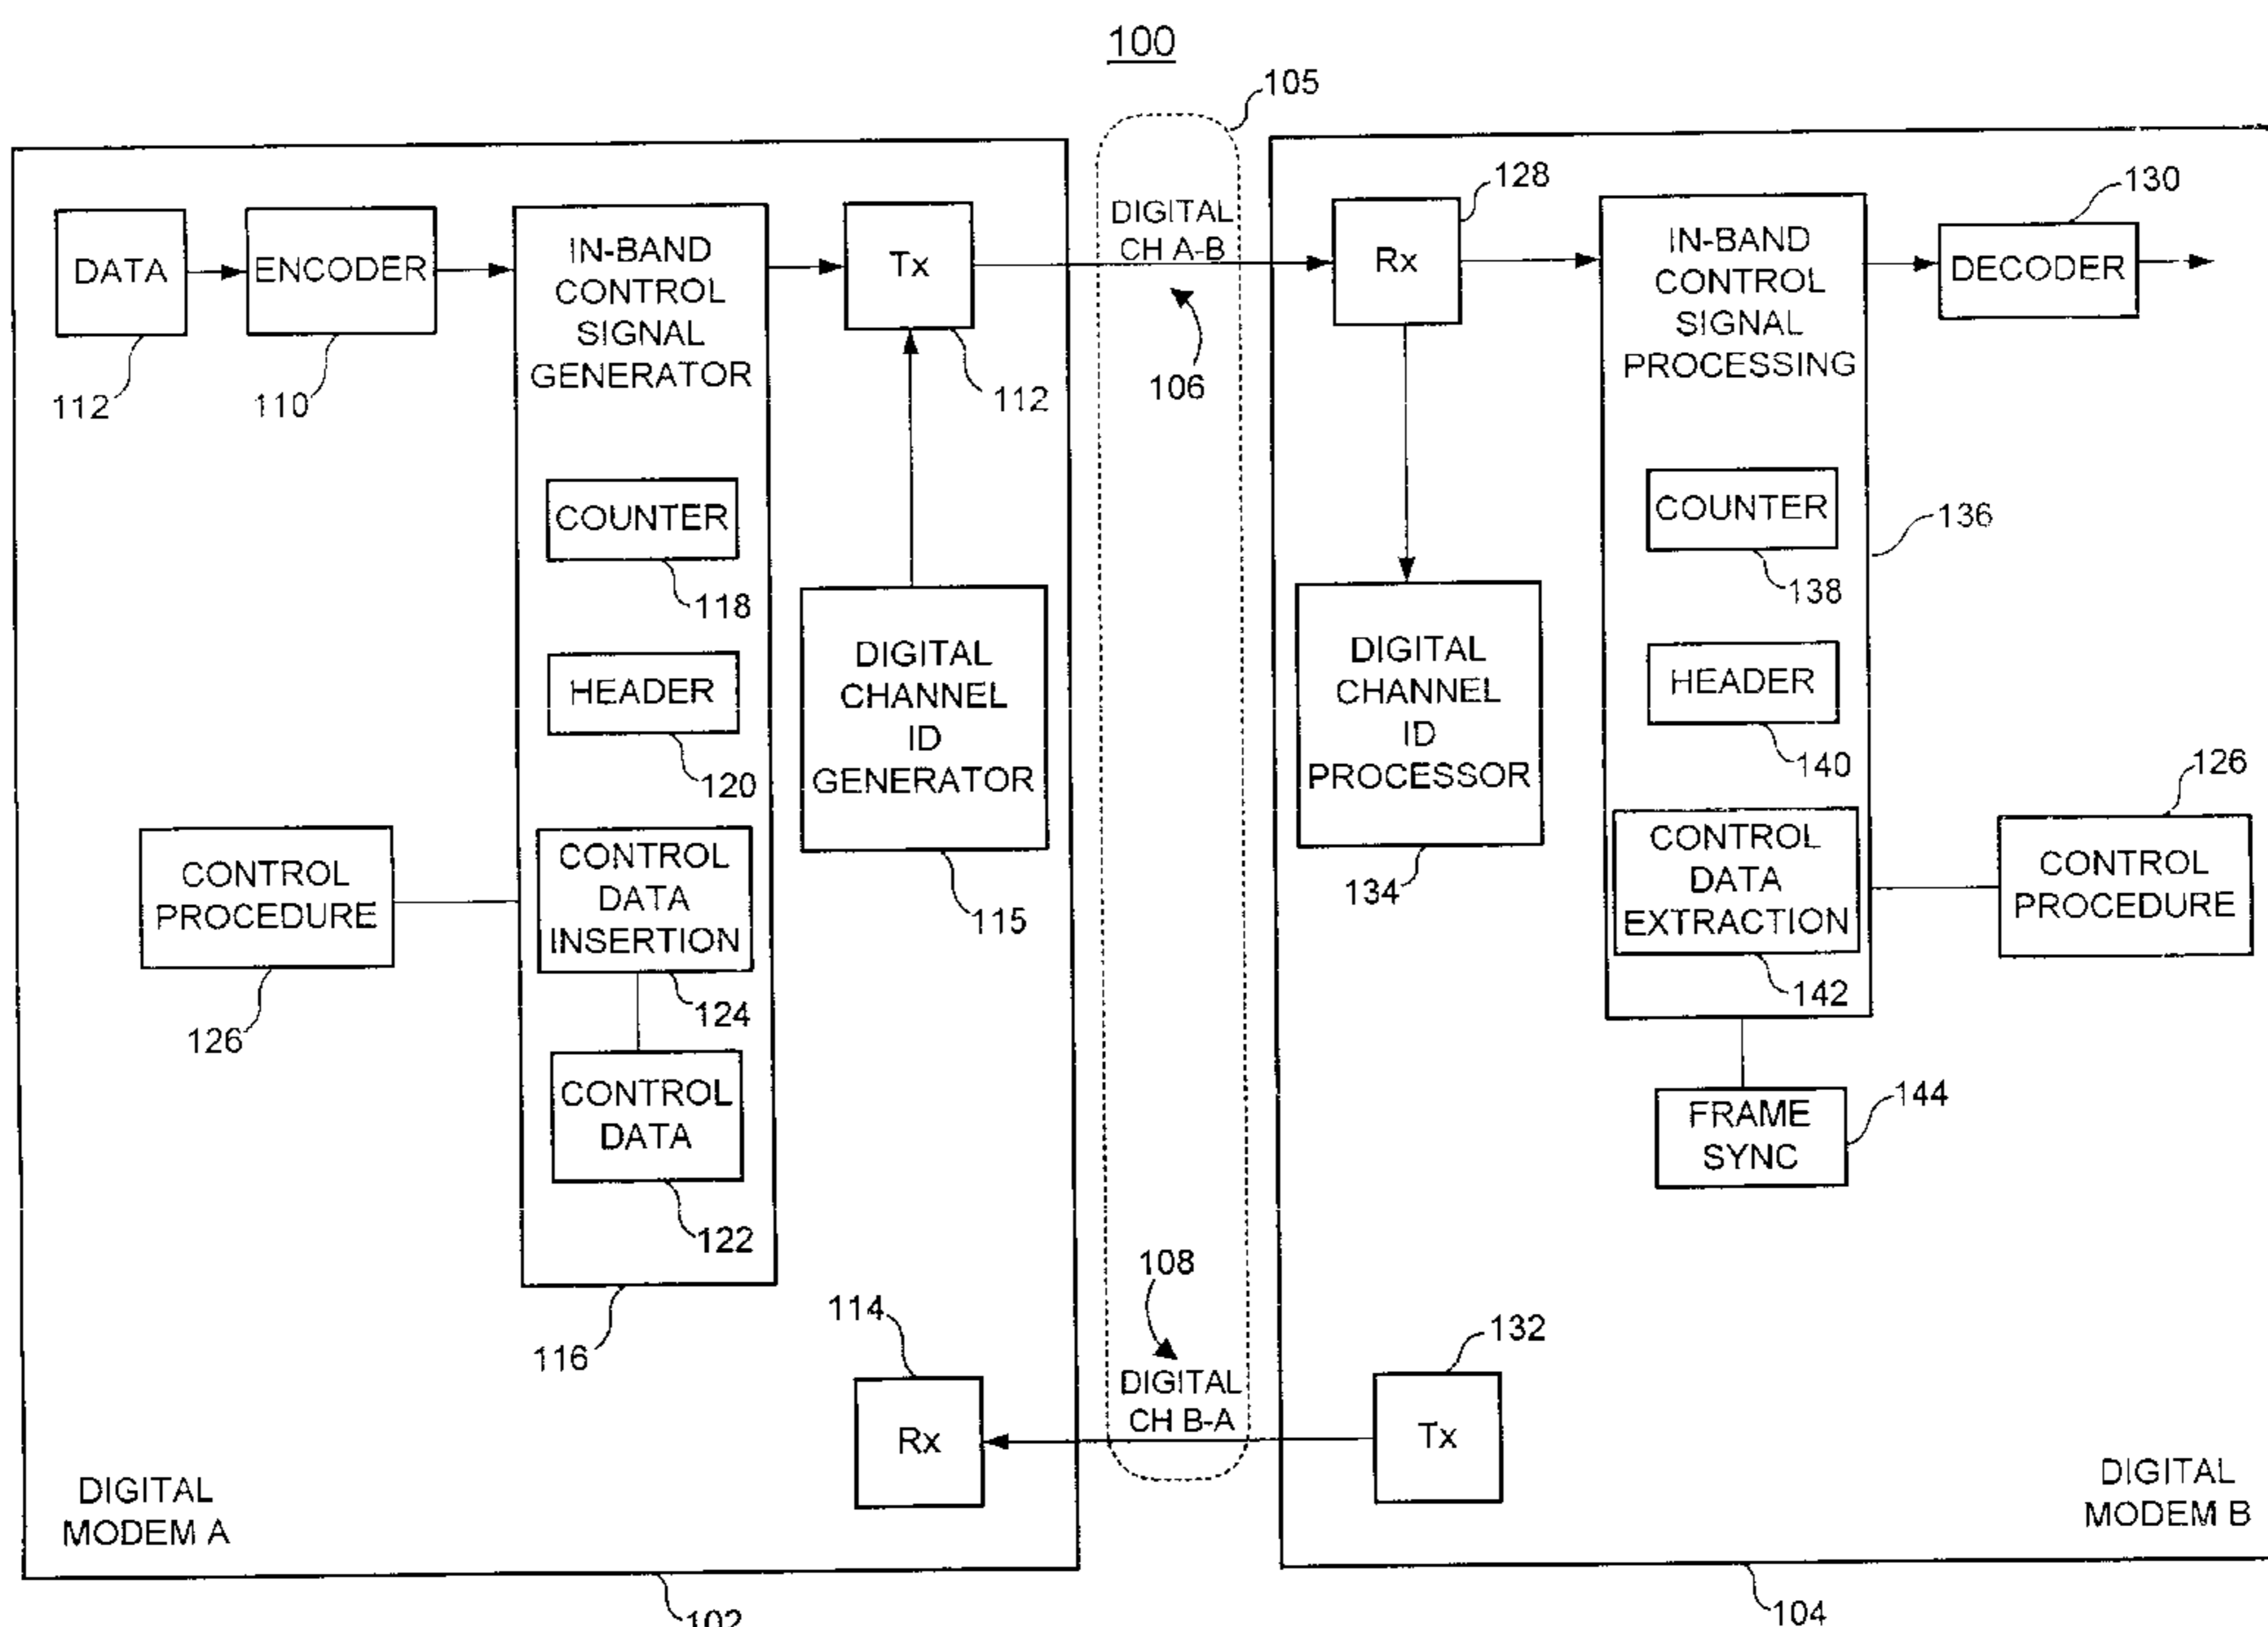 100
105
DATA
112
ENCODER
110
IN-BAND
CONTROL
SIGNAL
GENERATOR
Tx
112
DIGITAL
CH A-B
106
Rx
128
IN-BAND
CONTROL
SIGNAL
PROCESSING
DECODER
130
COUNTER
118
HEADER
120
DIGITAL
CHANNEL
ID
GENERATOR
115
DIGITAL
CHANNEL
ID
PROCESSOR
134
COUNTER
138
136
HEADER
140
CONTROL
PROCEDURE
126
CONTROL
DATA
INSERTION
124
CONTROL
DATA
122
116
CONTROL
DATA
EXTRACTION
142
CONTROL
PROCEDURE
126
FRAME
SYNC
144
114
Rx
108
DIGITAL
CH B-A
132
Tx
DIGITAL
MODEM A
102
DIGITAL
MODEM B
104